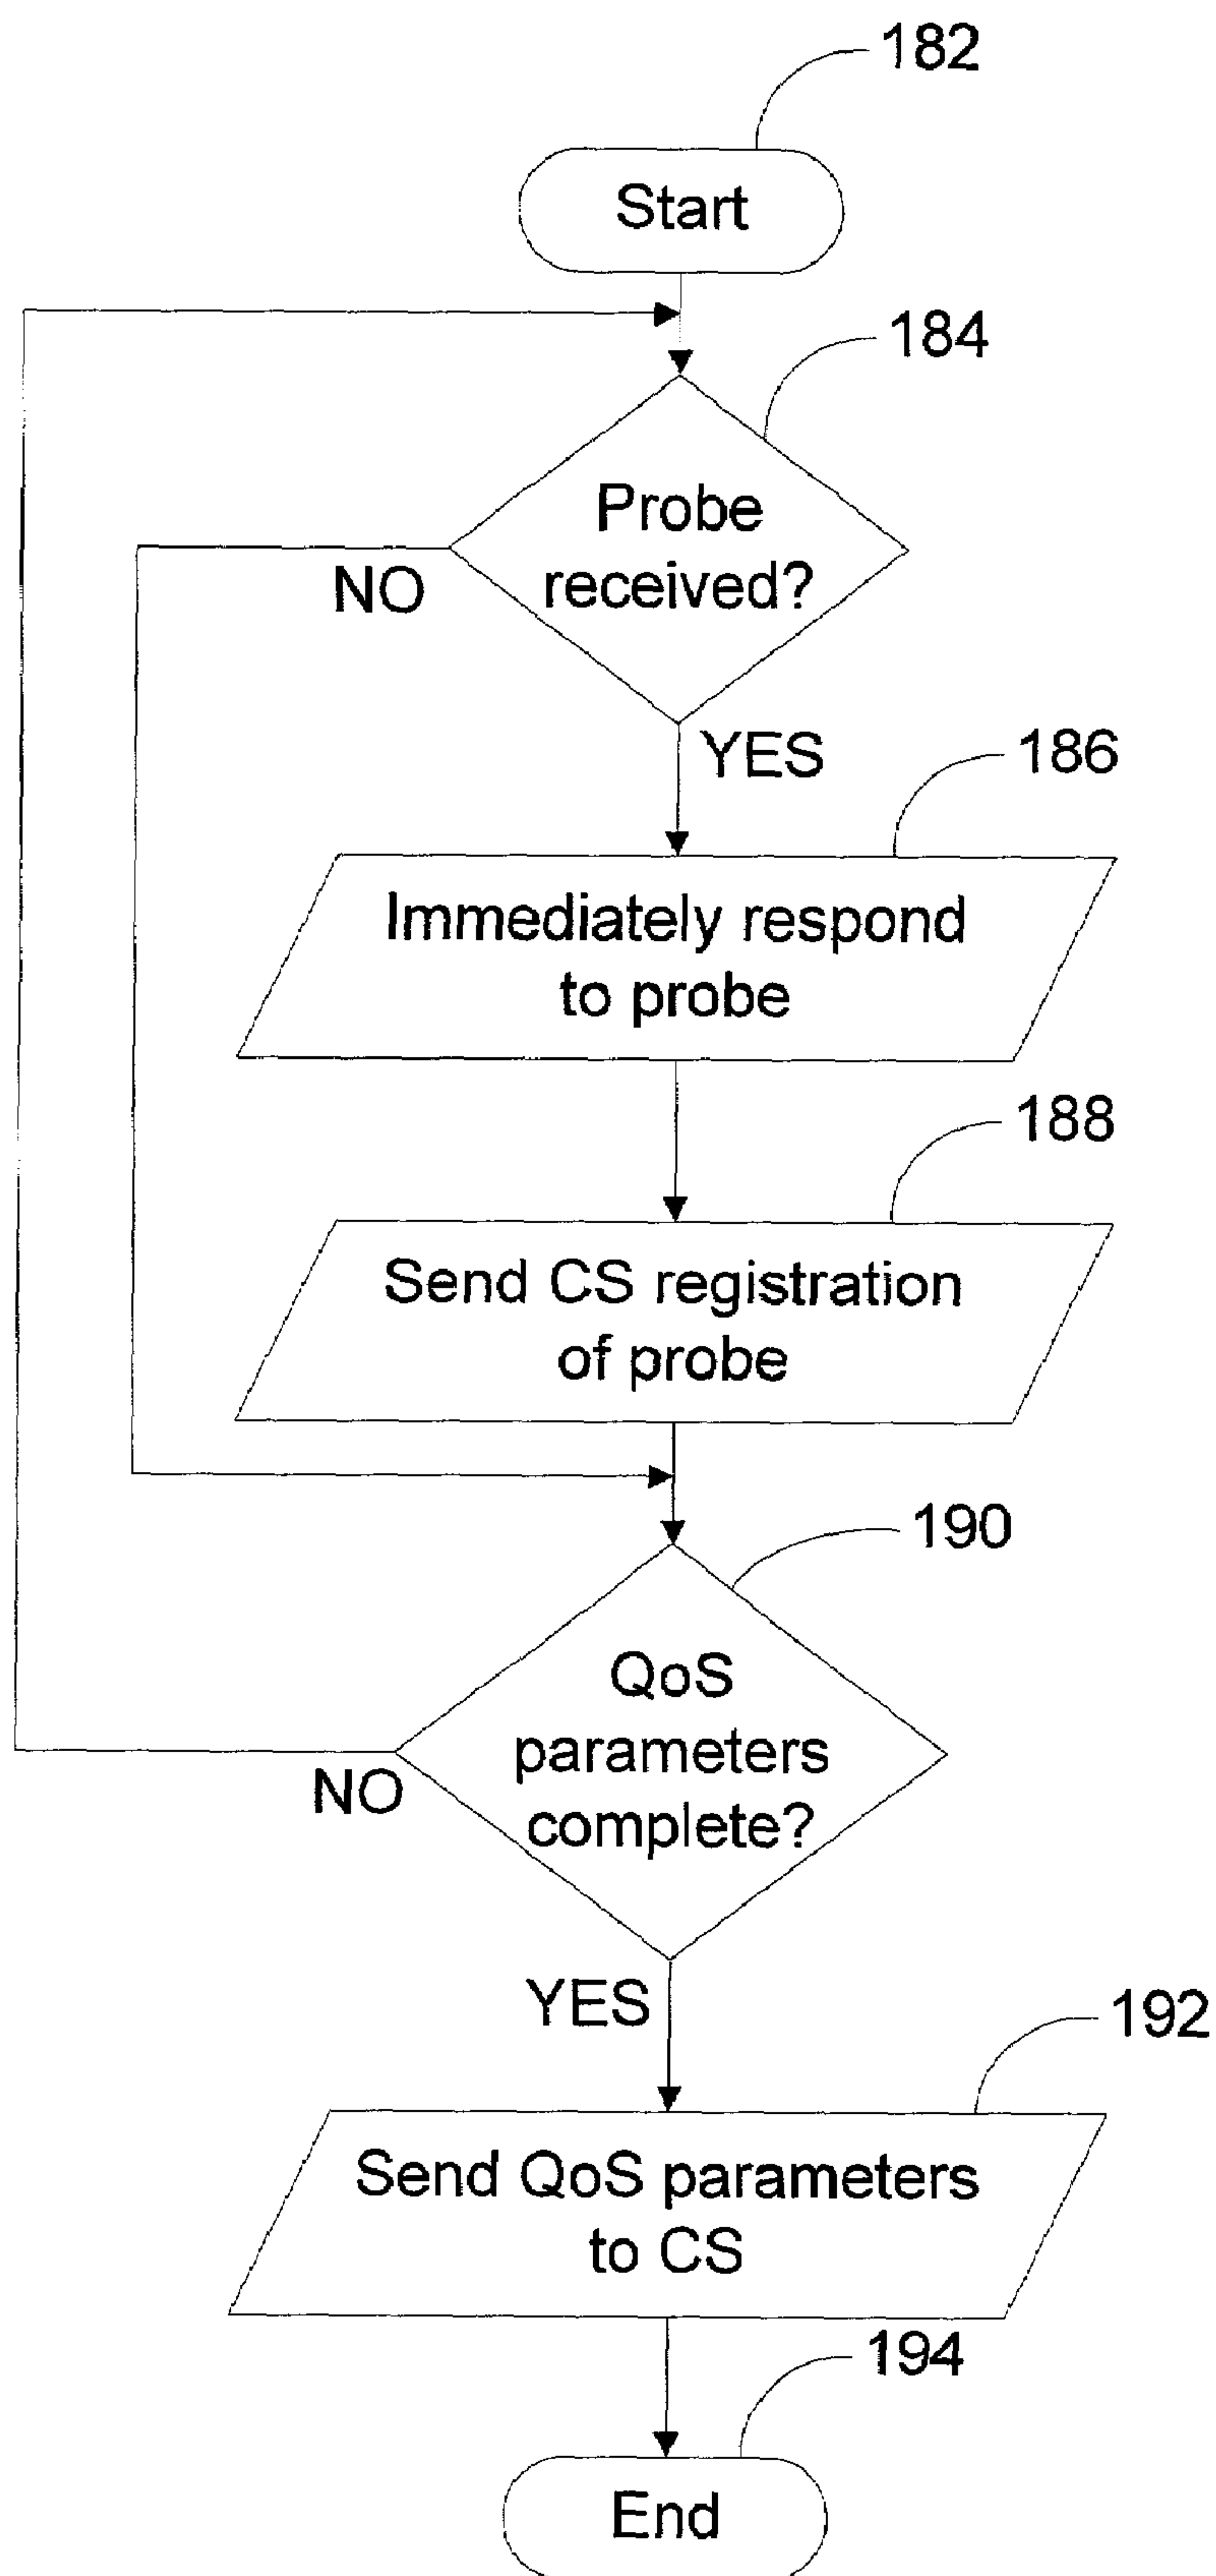 182
Start
184
Probe
received?
NO
YES
186
Immediately respond
to probe
188
Send CS registration
of probe
190
QoS
parameters
complete?
NO
YES
192
Send QoS parameters
to CS
194
End